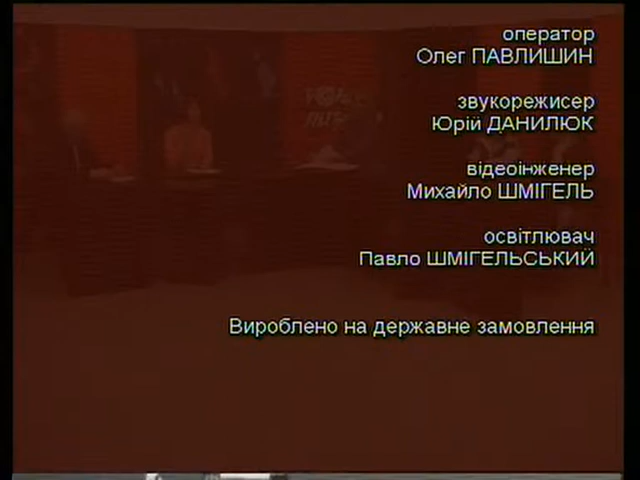 оператор
Олег ПАВЛИШИН
звукорежисер
Юрій ДАНИЛЮК
відеоінженер
Михайло ШМІГЕЛЬ
освітлювач
Павло ШМІГЕЛЬСЬКИЙ
Вироблено на державне замовлення